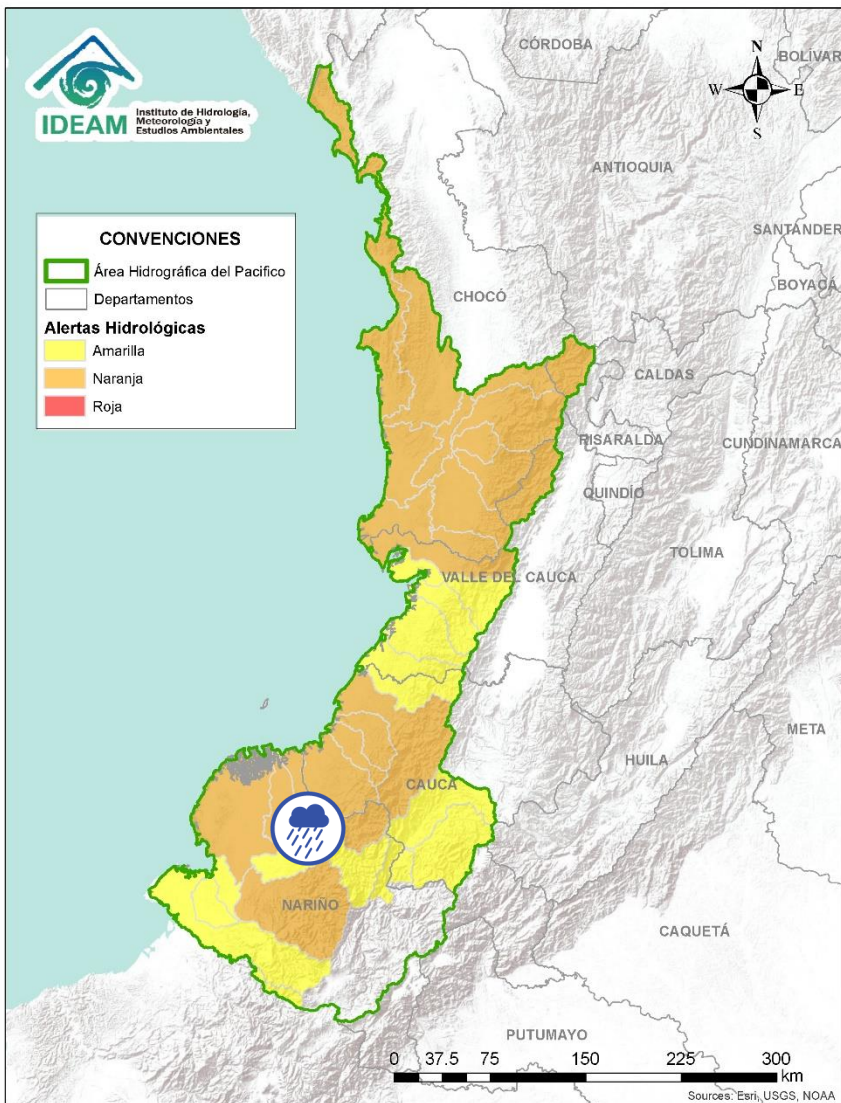 IDEAM
Instituto de Hidrología,
Meteorología y
Estudios Ambientales
CÓRDOBA
BOLÍVAR
N
W
E
S
ANTIOQUIA
SANTANDER
BOYACÁ
CONVENCIONES
Área Hidrográfica del Pacifico
Departamentos
Alertas Hidrológicas
Amarilla
Naranja
Roja
CHOCÓ
CALDAS
RISARALDA
CUNDINAMARCA
QUINDÍO
TOLIMA
VALLE DEL CAUCA
META
HUILA
CAUCA
NARIÑO
CAQUETÁ
PUTUMAYO
0 37.5 75 150 225 300
km
Sources: Esri, USGS, NOAA